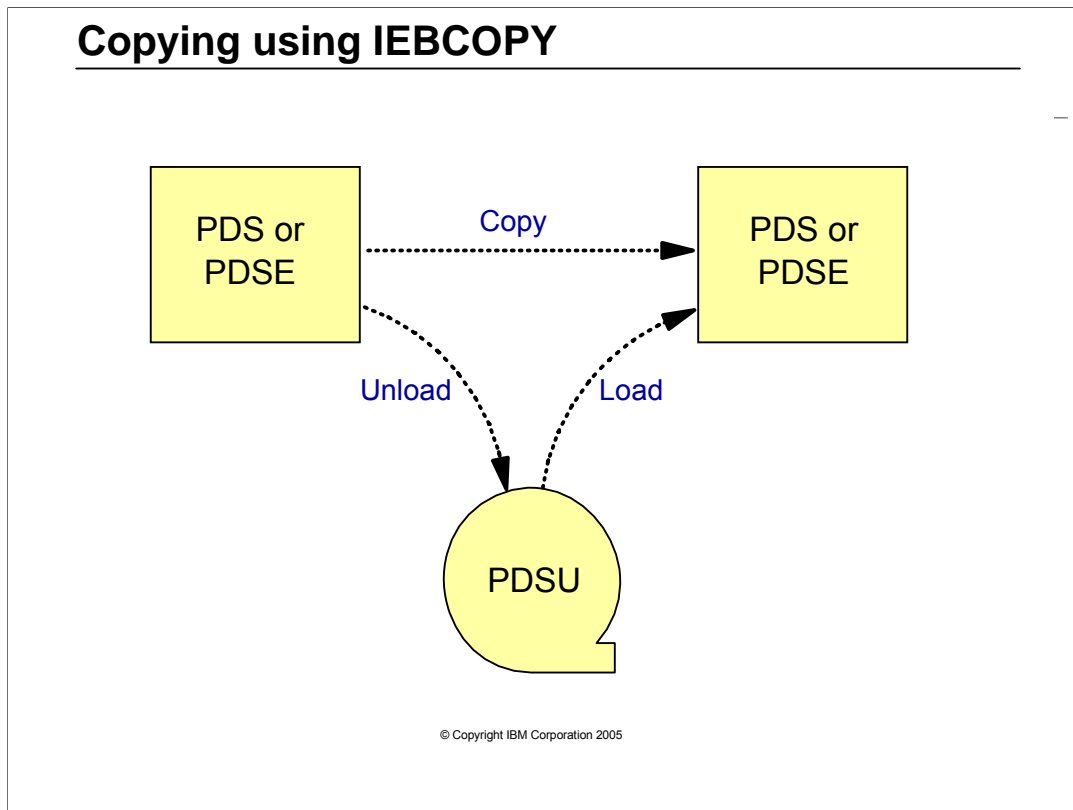 Copying using IEBCOPY
PDS or
PDSE
Copy
PDS or
PDSE
Unload
Load
PDSU
© Copyright IBM Corporation 2005